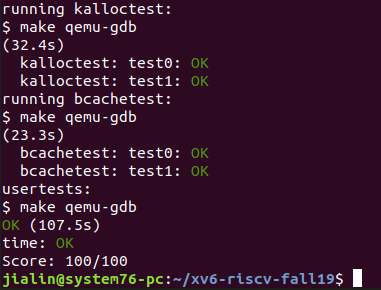 running kalloctest:
$ make qemu-gdb
(32.4s)
  kalloctest: test0: OK
  kalloctest: test1: OK
running bcachetest:
$ make qemu-gdb
(23.3s)
  bcachetest: test0: OK
  bcachetest: test1: OK
usertests:
$ make qemu-gdb
OK (107.5s)
time: OK
Score: 100/100
jialin@system76-pc:~/xv6-riscv-fall19$